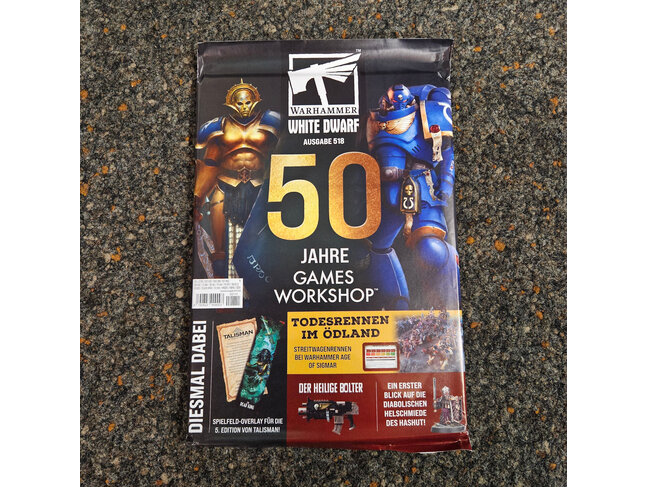 WARHAMMER
WHITE DWARF
AUSGABE 518
50
JAHRE
GAMES
WORKSHOP™
DIESMAL DABEI
TALISMAN
SPIELFELD-OVERLAY FÜR DIE
5. EDITION VON TALISMAN!
TODESRENNEN
IM ÖDLAND
STREITWAGENRENNEN
BEI WARHAMMER AGE
OF SIGMAR
DER HEILIGE BOLTER
EIN ERSTER
BLICK AUF DIE
DIABOLISCHEN
HELSCHMIEDE
DES HASHUT!